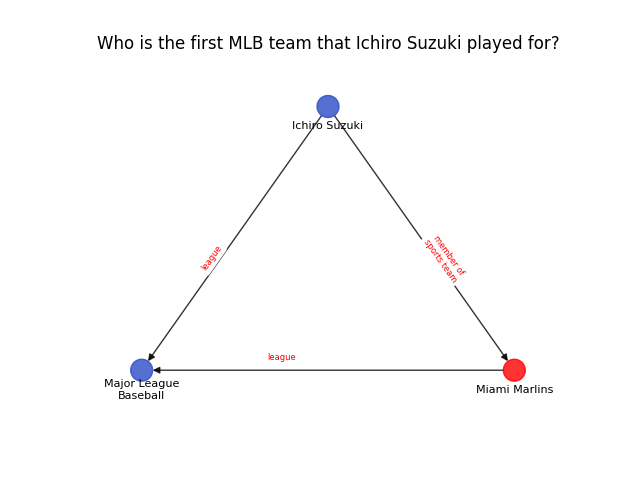 Who is the first MLB team that Ichiro Suzuki played for?
Ichiro Suzuki
league
member of
sports team
league
Major League
Baseball
Miami Marlins